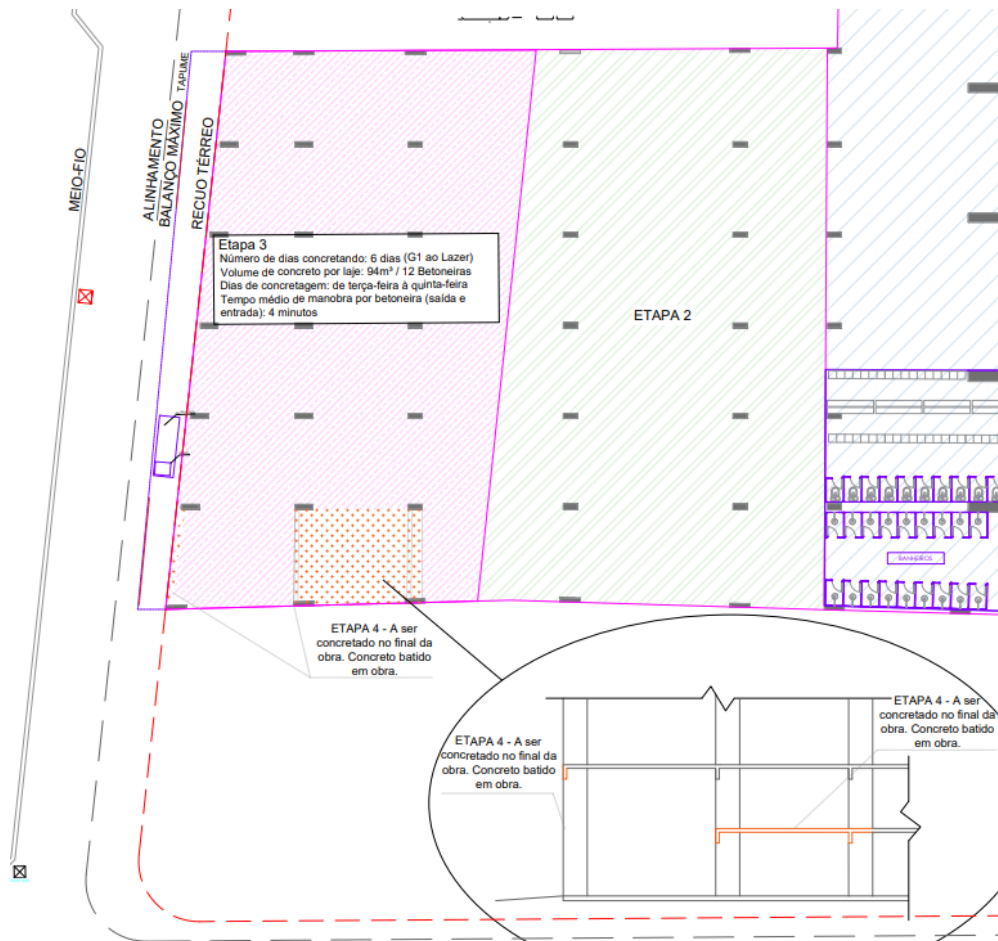 MEIO-FIO
ALINHAMENTO
BALANÇO MÁXIMO
TAPUME
RECUO TÉRREO
Etapa 3
Número de dias concretando: 6 dias (G1 ao Lazer)
Volume de concreto por laje: 94m³ / 12 Betoneiras
Dias de concretagem: de terça-feira à quinta-feira
Tempo médio de manobra por betoneira (saída e
entrada): 4 minutos
ETAPA 2
BANHEIROS
ETAPA 4 - A ser
concretado no final da
obra. Concreto batido
em obra.
ETAPA 4 - A ser
concretado no final da
obra. Concreto batido
em obra.
ETAPA 4 - A ser
concretado no final da
obra. Concreto batido
em obra.